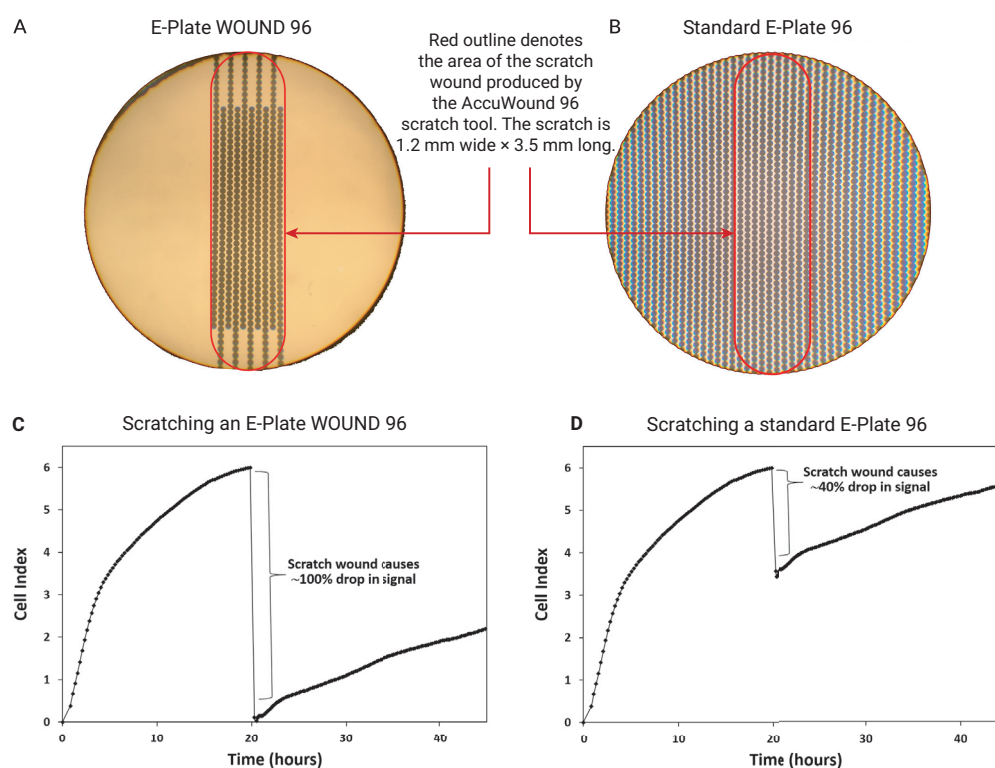 A
E-Plate WOUND 96
Red outline denotes
the area of the scratch
wound produced by
the AccuWound 96
scratch tool. The scratch is
1.2 mm wide × 3.5 mm long.
B
Standard E-Plate 96
C
Scratching an E-Plate WOUND 96
6
5
4
3
2
1
0
Cell Index
Scratch wound causes
~100% drop in signal
0
10
20
30
40
Time (hours)
D
Scratching a standard E-Plate 96
6
5
4
3
2
1
0
Cell Index
Scratch wound causes
~40% drop in signal
0
10
20
30
40
Time (hours)